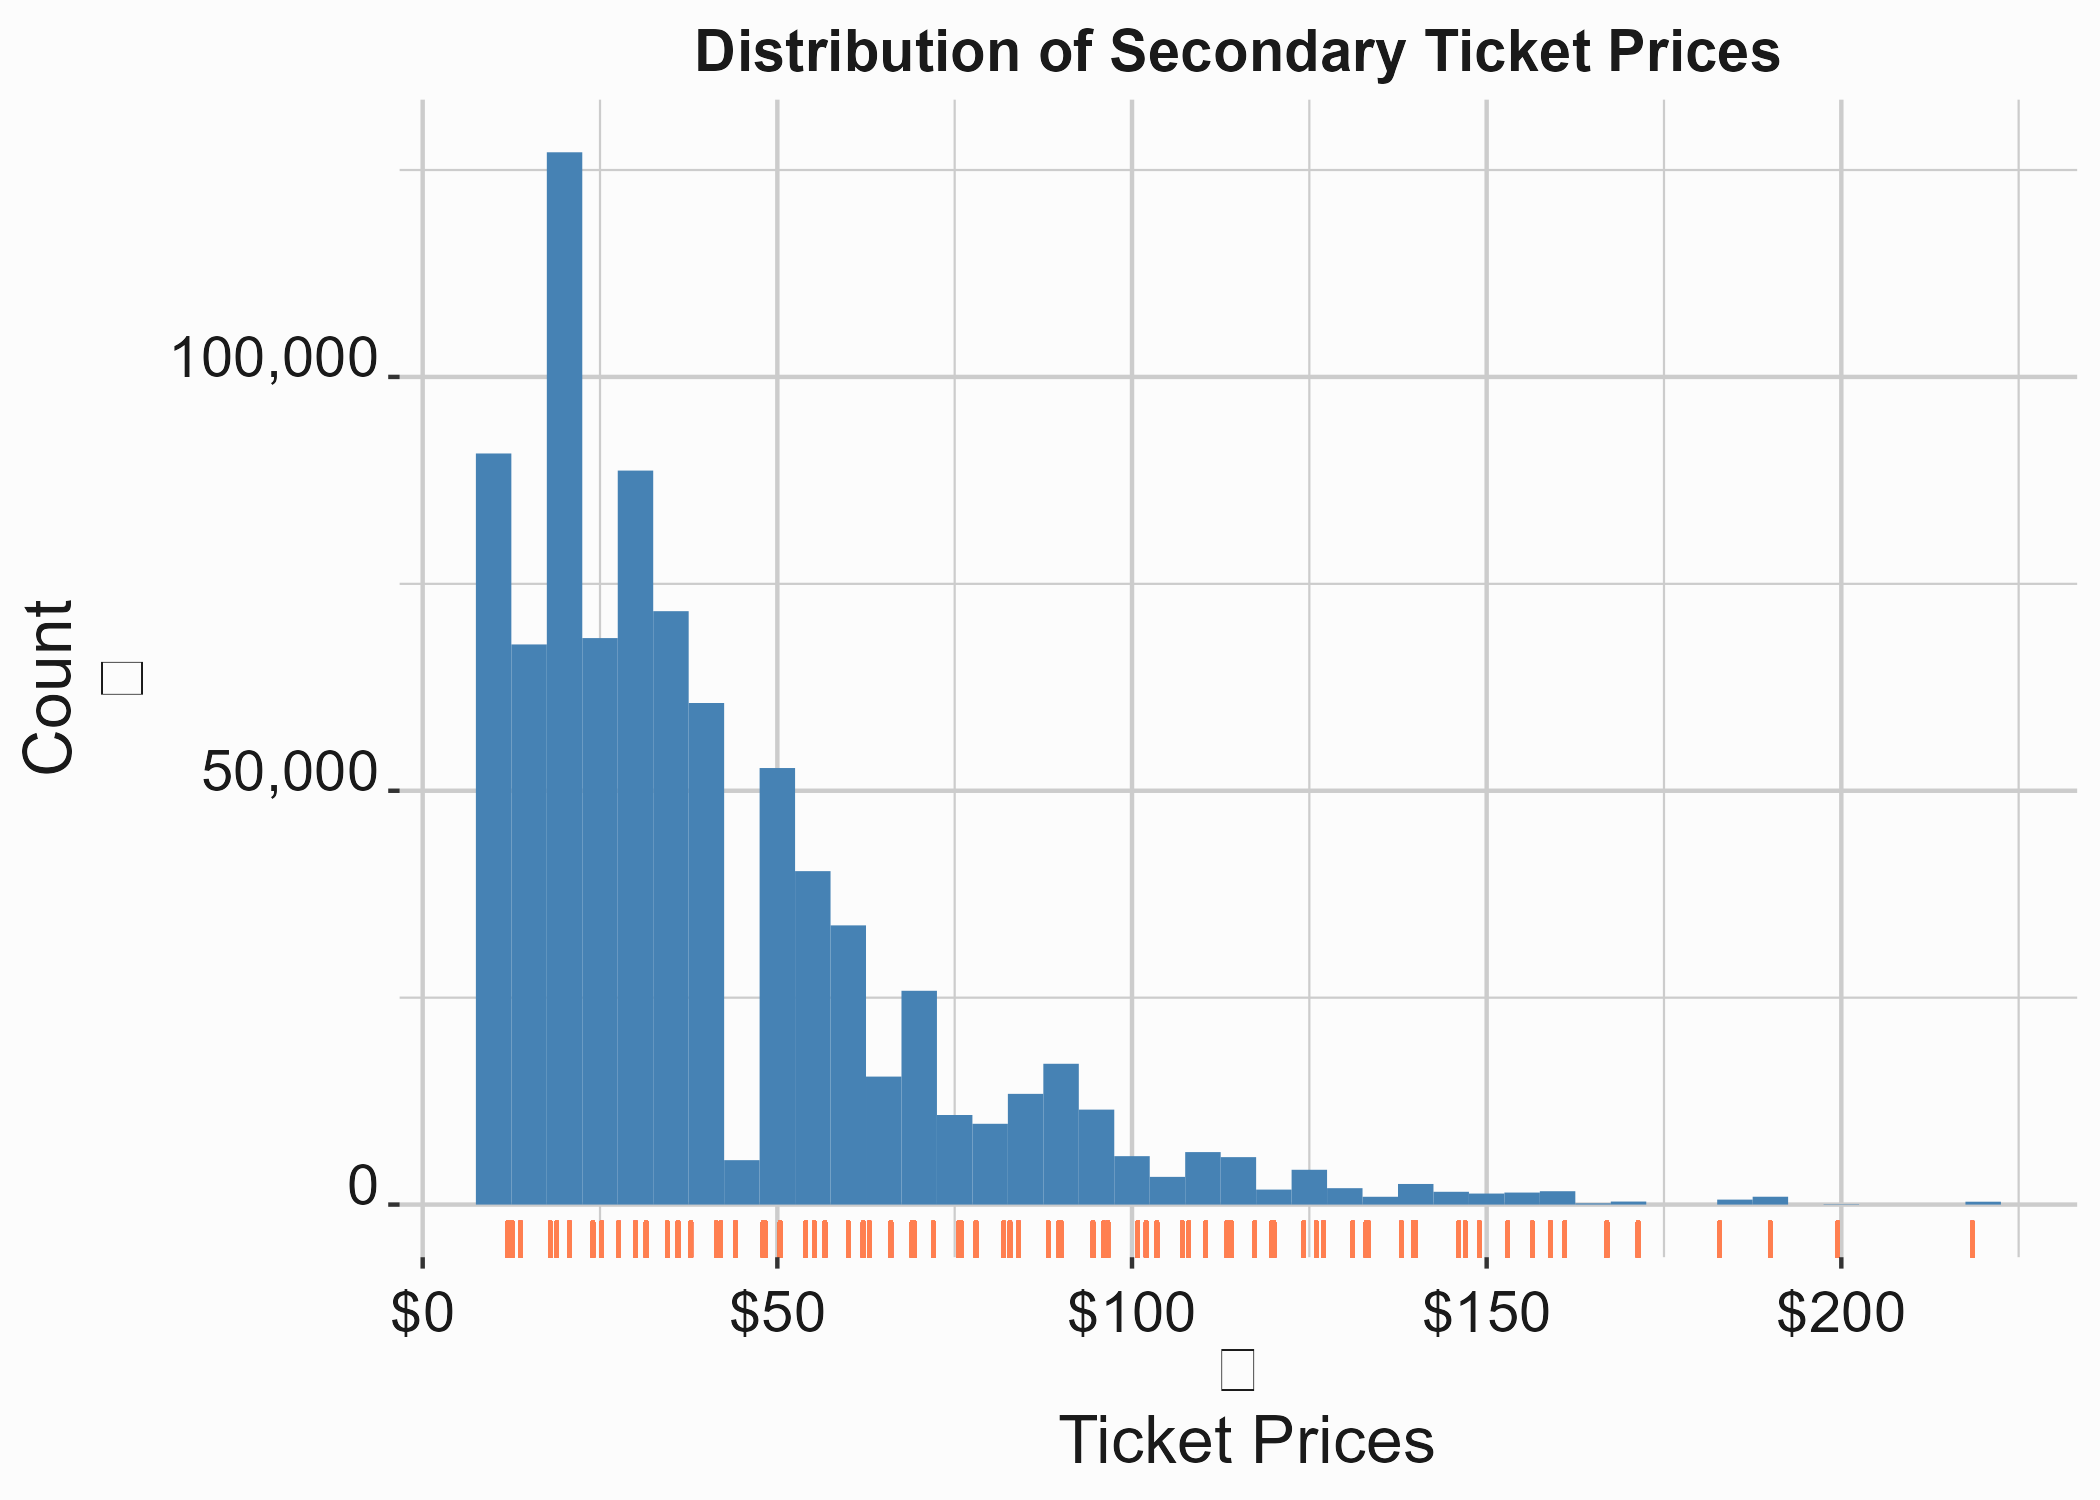 Distribution of Secondary Ticket Prices
Count
100,000
50,000
0
$0 $50 $100 $150 $200
Ticket Prices